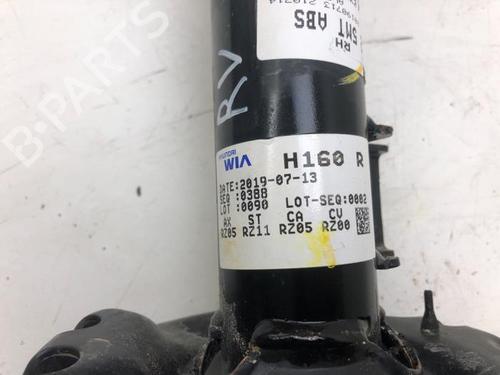 RH
5MT ABS
RV
HYUNDAI
WIA
H160 R
DATE:2019-07-13
SEQ :0388
LOT :0090 LOT-SEQ:0002
AX ST CA CV
RZ05 RZ11 RZ05 RZ00
B-PARTS